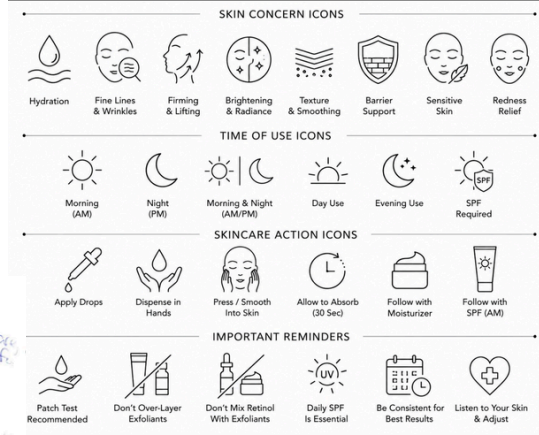 SKIN CONCERN ICONS
Hydration
Fine Lines
& Wrinkles
Firming
& Lifting
Brightening
& Radiance
Texture
& Smoothing
Barrier
Support
Sensitive
Skin
Redness
Relief
TIME OF USE ICONS
Morning
(AM)
Night
(PM)
Morning & Night
(AM/PM)
Day Use
Evening Use
SPF
SPF
Required
SKINCARE ACTION ICONS
Apply Drops
Dispense in
Hands
Press / Smooth
Into Skin
Allow to Absorb
(30 Sec)
Follow with
Moisturizer
Follow with
SPF (AM)
IMPORTANT REMINDERS
Patch Test
Recommended
Don't Over-Layer
Exfoliants
Don't Mix Retinol
With Exfoliants
UV
Daily SPF
Is Essential
Be Consistent for
Best Results
Listen to Your Skin
& Adjust